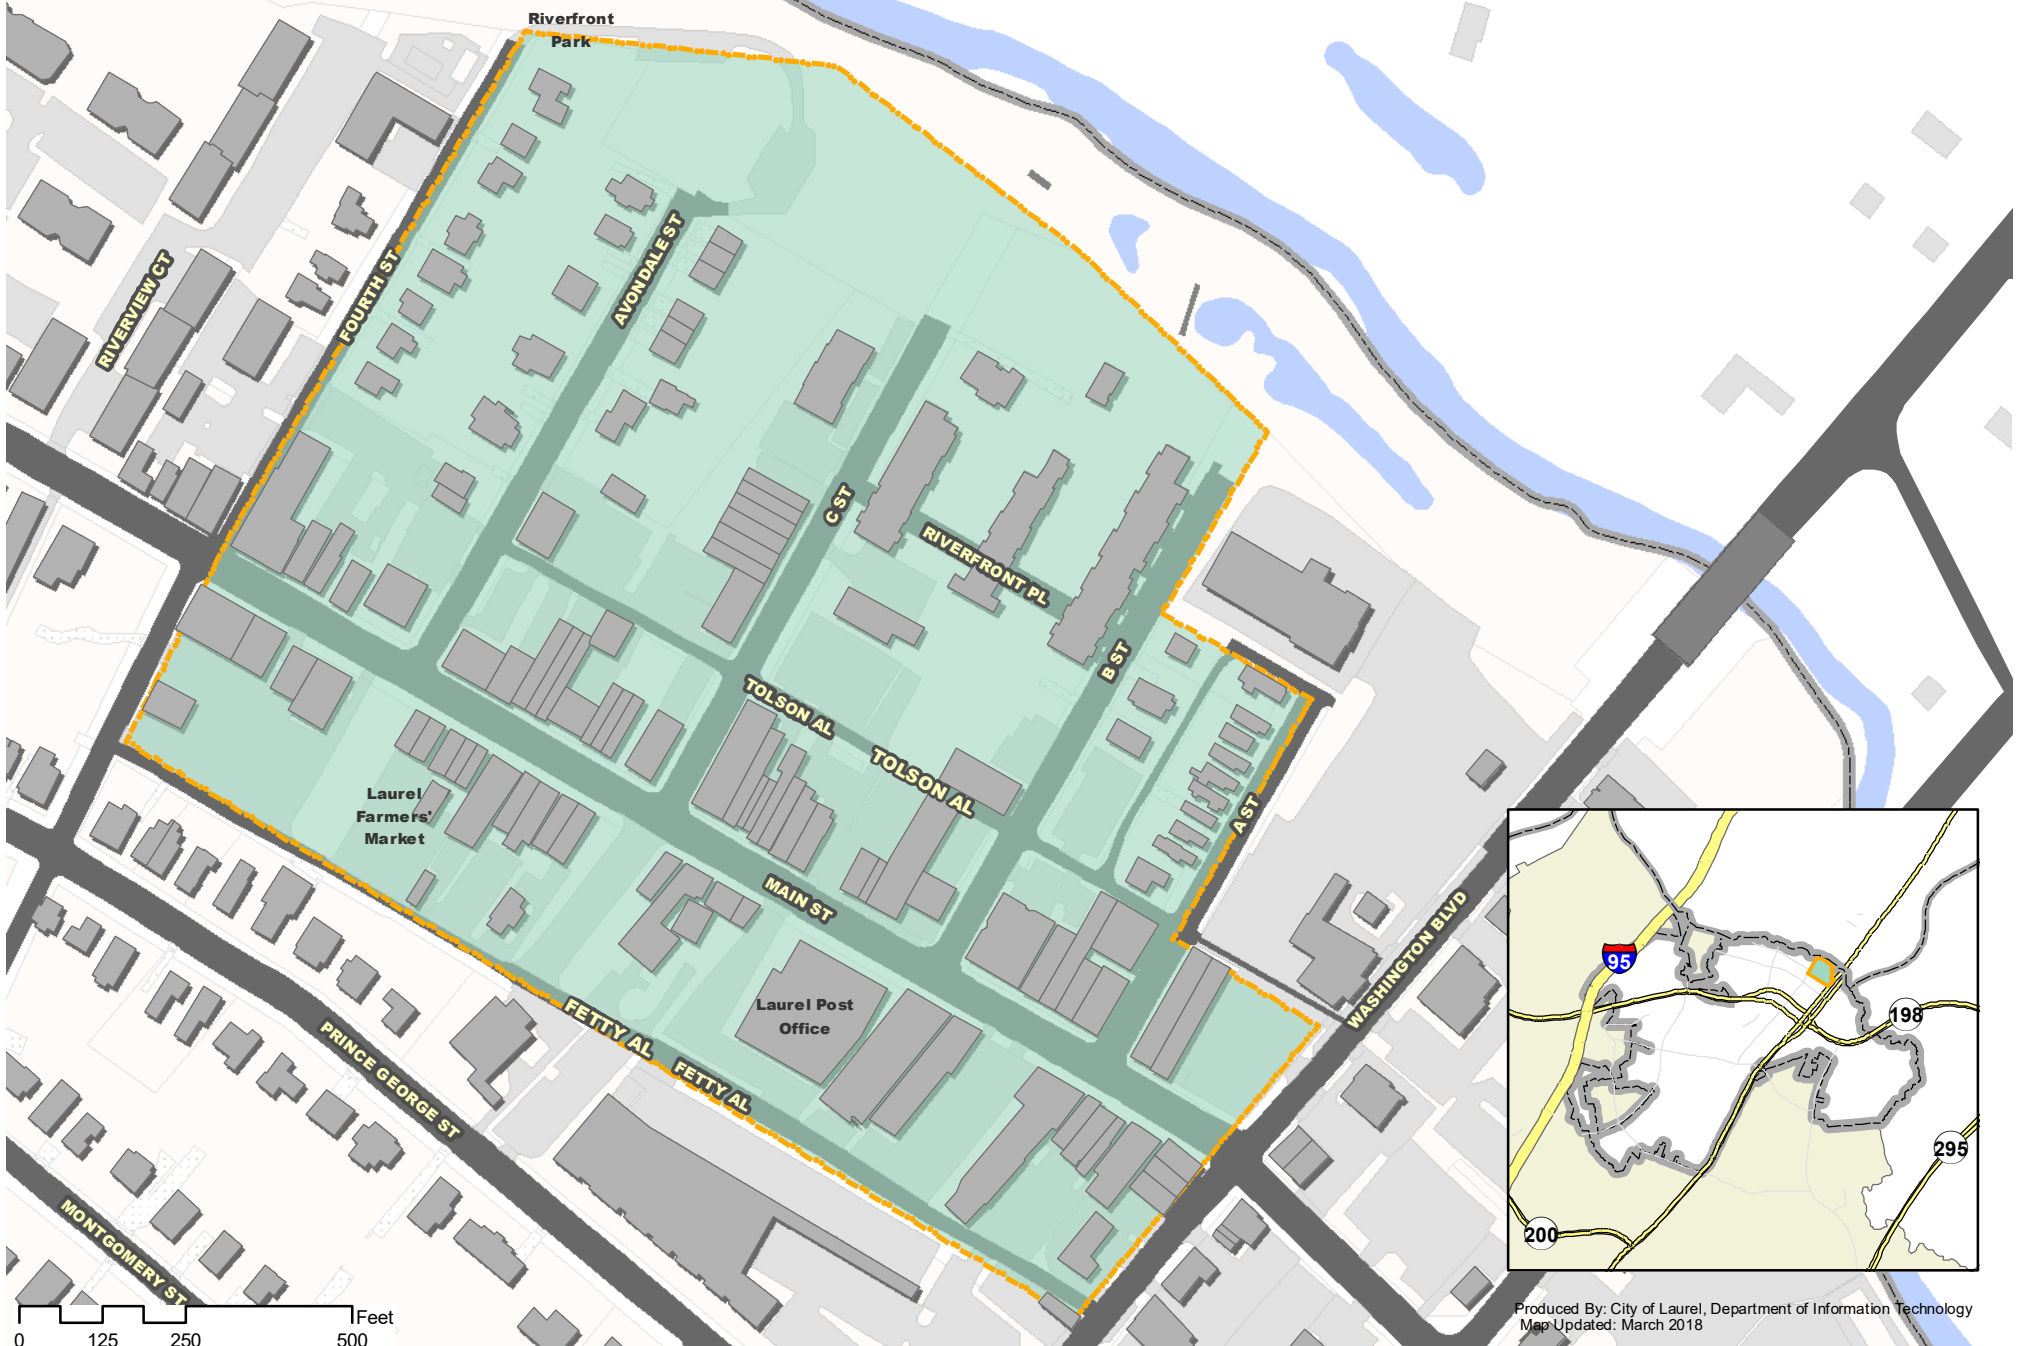 Riverfront
Park
RIVERVIEW CT
FOURTH ST
AVONDALE ST
C ST
RIVERFRONT PL
B ST
TOLSON AL
TOLSON AL
A ST
Laurel
Farmers'
Market
MAIN ST
WASHINGTON BLVD
Laurel Post
Office
FETTY AL
FETTY AL
PRINCE GEORGE ST
MONTGOMERY ST
95
198
295
200
Feet
0 125 250 500
Produced By: City of Laurel, Department of Information Technology
Map Updated: March 2018